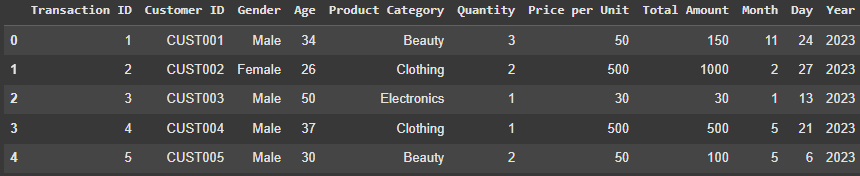 Transaction ID Customer ID Gender Age Product Category Quantity Price per Unit Total Amount Month Day Year
0 1 CUST001 Male 34 Beauty 3 50 150 11 24 2023
1 2 CUST002 Female 26 Clothing 2 500 1000 2 27 2023
2 3 CUST003 Male 50 Electronics 1 30 30 1 13 2023
3 4 CUST004 Male 37 Clothing 1 500 500 5 21 2023
4 5 CUST005 Male 30 Beauty 2 50 100 5 6 2023